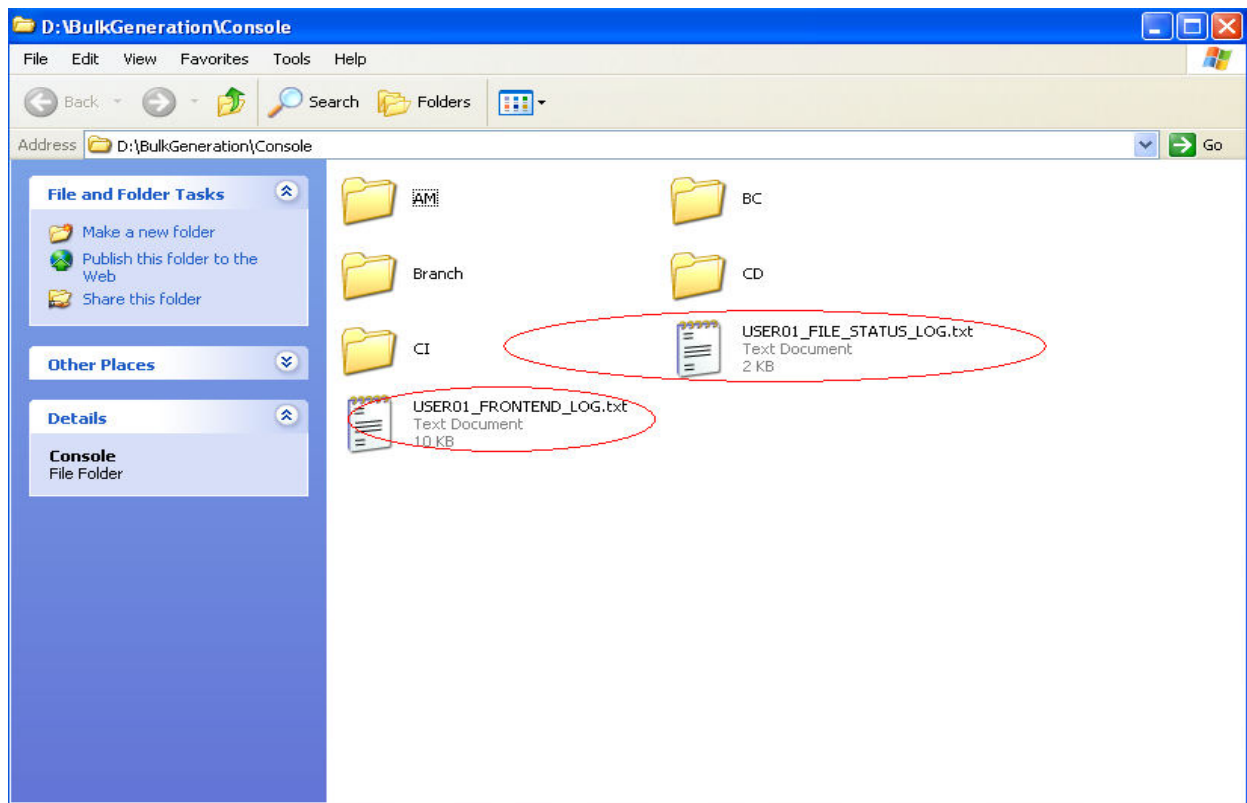 D:\BulkGeneration\Console
File Edit View Favorites Tools Help
Back Search Folders
Address D:\BulkGeneration\Console Go
File and Folder Tasks
Make a new folder
Publish this folder to the
Web
Share this folder
Other Places
Details
Console
File Folder
AM
BC
Branch
CD
CI
USER01_FILE_STATUS_LOG.txt
Text Document
2 KB
USER01_FRONTEND_LOG.txt
Text Document
10 KB